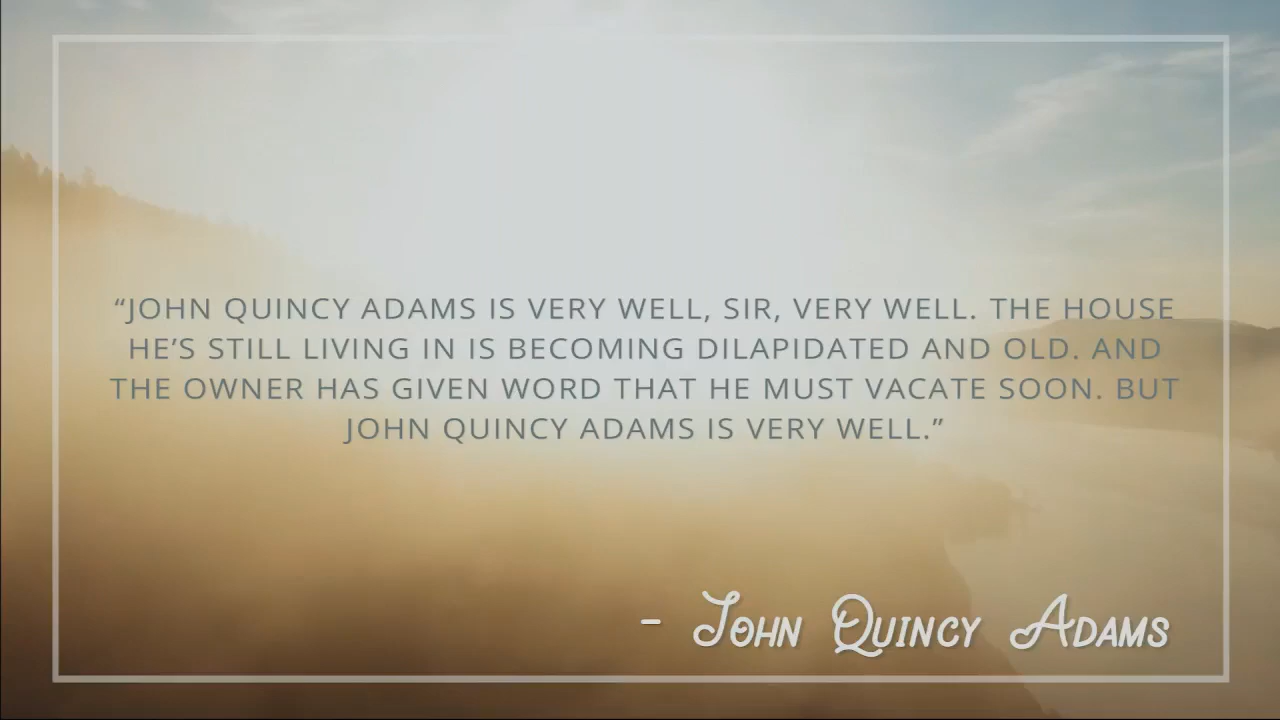 “JOHN QUINCY ADAMS IS VERY WELL, SIR, VERY WELL. THE HOUSE
HE’S STILL LIVING IN IS BECOMING DILAPIDATED AND OLD. AND
THE OWNER HAS GIVEN WORD THAT HE MUST VACATE SOON. BUT
JOHN QUINCY ADAMS IS VERY WELL.”
- John Quincy Adams